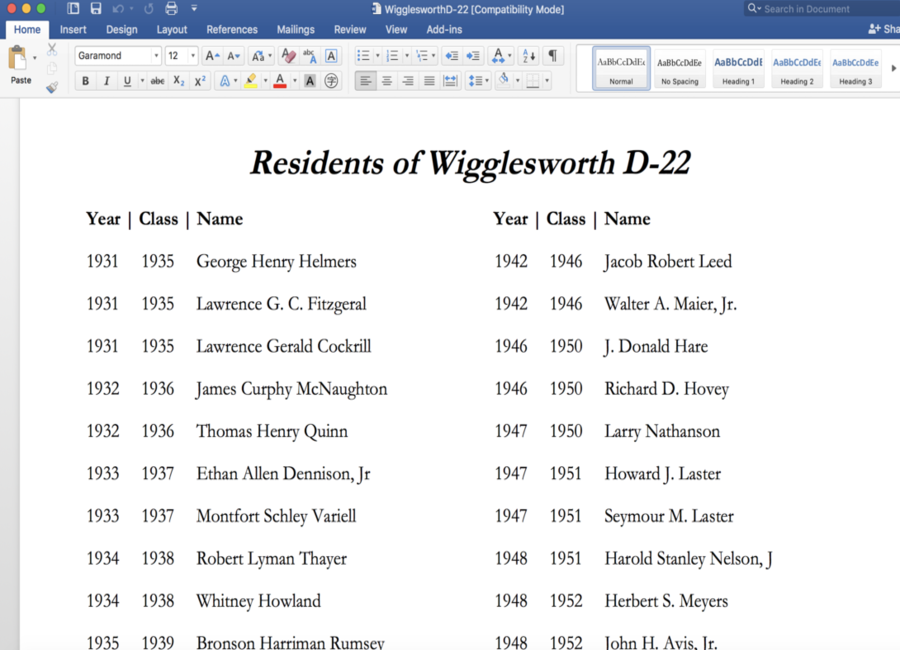 WigglesworthD-22 [Compatibility Mode]
Search in Document
Home Insert Design Layout References Mailings Review View Add-ins
Sha
Paste
Garamond 12
Normal
No Spacing
Heading 1
Heading 2
Heading 3
Residents of Wigglesworth D-22
Year | Class | Name
1931 1935 George Henry Helmers
1931 1935 Lawrence G. C. Fitzgeral
1931 1935 Lawrence Gerald Cockrill
1932 1936 James Curphy McNaughton
1932 1936 Thomas Henry Quinn
1933 1937 Ethan Allen Dennison, Jr
1933 1937 Montfort Schley Variell
1934 1938 Robert Lyman Thayer
1934 1938 Whitney Howland
1935 1939 Bronson Harriman Rumsey
Year | Class | Name
1942 1946 Jacob Robert Leed
1942 1946 Walter A. Maier, Jr.
1946 1950 J. Donald Hare
1946 1950 Richard D. Hovey
1947 1950 Larry Nathanson
1947 1951 Howard J. Laster
1947 1951 Seymour M. Laster
1948 1951 Harold Stanley Nelson, J
1948 1952 Herbert S. Meyers
1948 1952 John H. Avis, Jr.